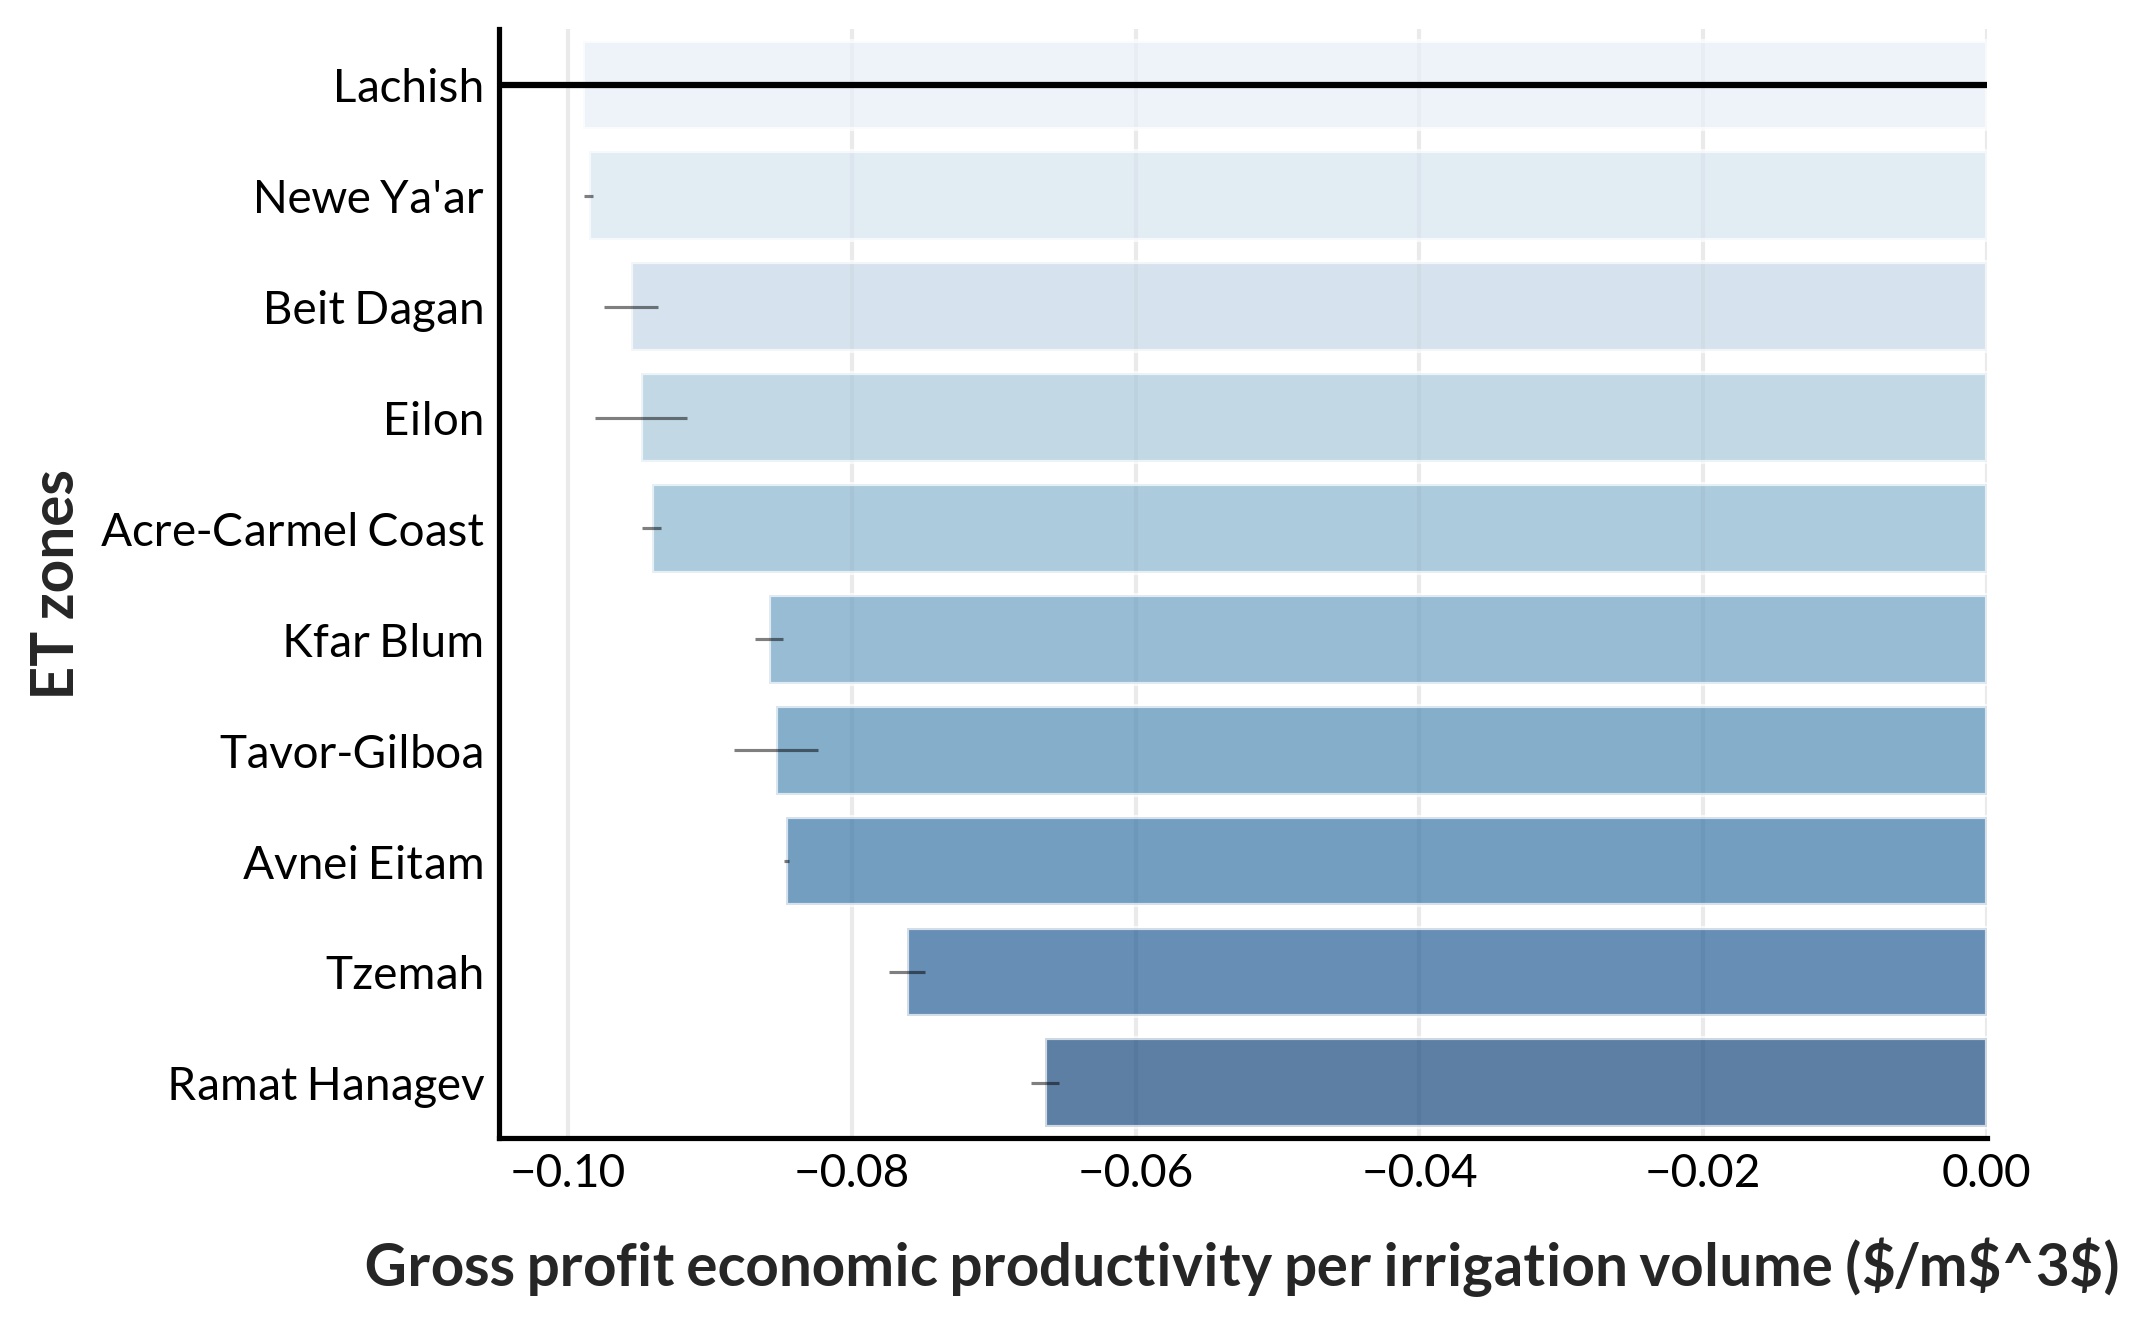 Lachish
Newe Ya'ar
Beit Dagan
Eilon
Acre-Carmel Coast
Kfar Blum
Tavor-Gilboa
Avnei Eitam
Tzemah
Ramat Hanagev
ET zones
−0.10 −0.08 −0.06 −0.04 −0.02 0.00
Gross profit economic productivity per irrigation volume ($/m$^3$)